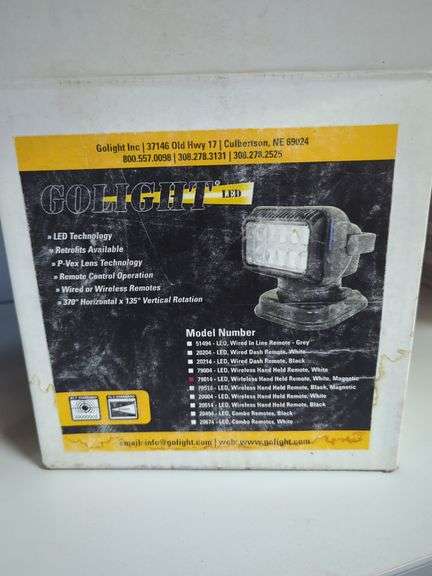 Golight Inc | 37146 Old Hwy 17 | Culbertson, NE 69024
800.557.0098 | 308.278.3131 | 308.278.2525
GOLIGHT® LED
» LED Technology
» Retrofits Available
» P-Vex Lens Technology
» Remote Control Operation
» Wired or Wireless Remotes
» 370° Horizontal x 135° Vertical Rotation
Model Number
51494 - LED, Wired In Line Remote - Grey
20204 - LED, Wired Dash Remote, White
20214 - LED, Wired Dash Remote, Black
79004 - LED, Wireless Hand Held Remote, White
79014 - LED, Wireless Hand Held Remote, White, Magnetic
79514 - LED, Wireless Hand Held Remote, Black, Magnetic
20004 - LED, Wireless Hand Held Remote, White
20514 - LED, Wireless Hand Held Remote, Black
20494 - LED, Combo Remotes, Black
20674 - LED, Combo Remotes, White
email: info@golight.com | web: www.golight.com